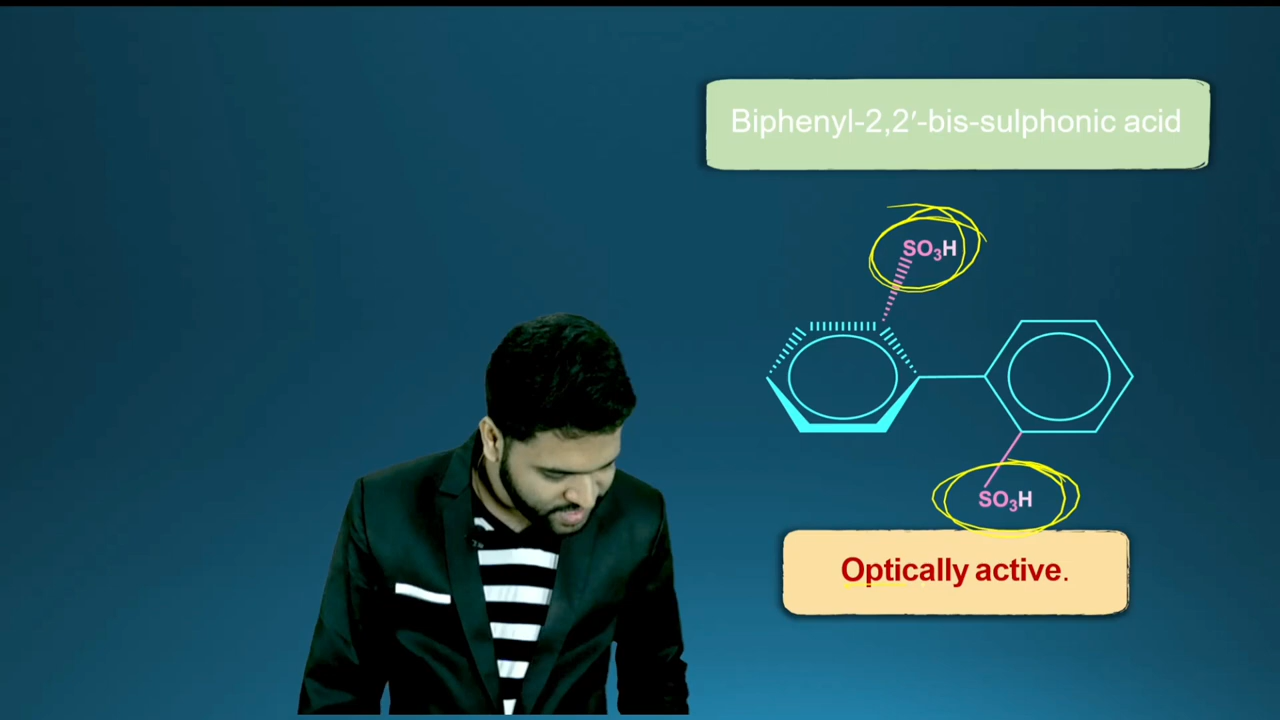 Biphenyl-2,2′-bis-sulphonic acid
SO₃H
SO₃H
Optically active.